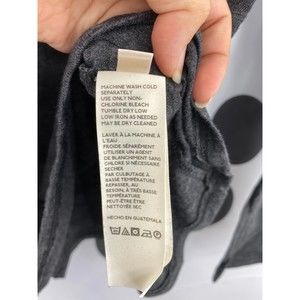 MACHINE WASH COLD
SEPARATELY
USE ONLY NON-
CHLORINE BLEACH
TUMBLE DRY LOW
LOW IRON AS NEEDED
MAY BE DRY CLEANED
LAVER À LA MACHINE À
L'EAU
FROIDE SÉPARÉMENT
UTILISER UN AGENT
DE BLANCHIMENT SANS
CHLORE SI NÉCESSAIRE
SÉCHER
PAR CULBUTAGE À
BASSE TEMPÉRATURE
REPASSER, AU
BESOIN, À TRÈS BASSE
TEMPÉRATURE
PEUT-ÊTRE ÊTRE
NETTOYÉ SEC
HECHO EN GUATEMALA